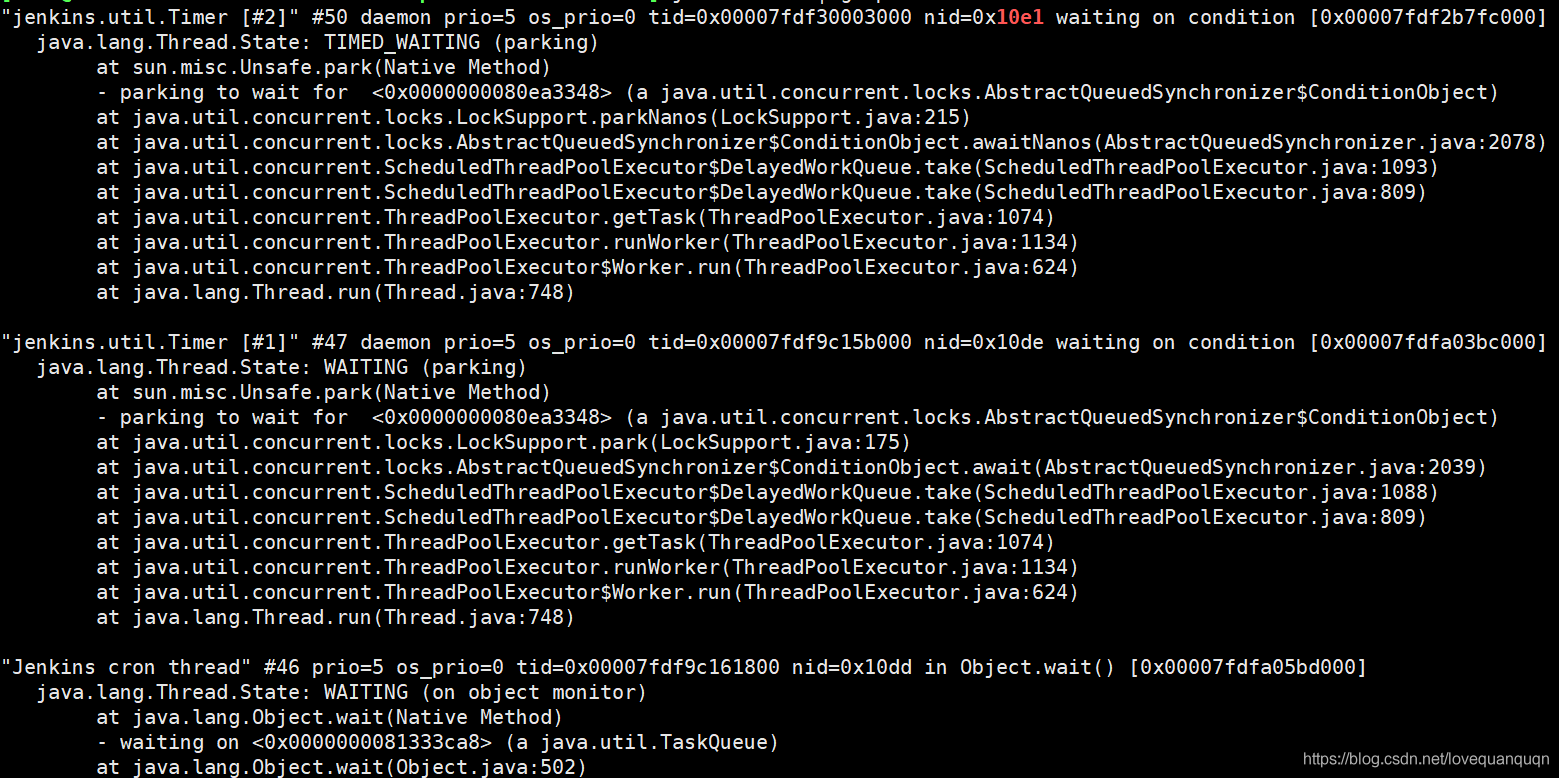 "jenkins.util.Timer [#2]" #50 daemon prio=5 os_prio=0 tid=0x00007fdf30003000 nid=0x10e1 waiting on condition [0x00007fdf2b7fc000]
   java.lang.Thread.State: TIMED_WAITING (parking)
        at sun.misc.Unsafe.park(Native Method)
        - parking to wait for  <0x0000000080ea3348> (a java.util.concurrent.locks.AbstractQueuedSynchronizer$ConditionObject)
        at java.util.concurrent.locks.LockSupport.parkNanos(LockSupport.java:215)
        at java.util.concurrent.locks.AbstractQueuedSynchronizer$ConditionObject.awaitNanos(AbstractQueuedSynchronizer.java:2078)
        at java.util.concurrent.ScheduledThreadPoolExecutor$DelayedWorkQueue.take(ScheduledThreadPoolExecutor.java:1093)
        at java.util.concurrent.ScheduledThreadPoolExecutor$DelayedWorkQueue.take(ScheduledThreadPoolExecutor.java:809)
        at java.util.concurrent.ThreadPoolExecutor.getTask(ThreadPoolExecutor.java:1074)
        at java.util.concurrent.ThreadPoolExecutor.runWorker(ThreadPoolExecutor.java:1134)
        at java.util.concurrent.ThreadPoolExecutor$Worker.run(ThreadPoolExecutor.java:624)
        at java.lang.Thread.run(Thread.java:748)

"jenkins.util.Timer [#1]" #47 daemon prio=5 os_prio=0 tid=0x00007fdf9c15b000 nid=0x10de waiting on condition [0x00007fdfa03bc000]
   java.lang.Thread.State: WAITING (parking)
        at sun.misc.Unsafe.park(Native Method)
        - parking to wait for  <0x0000000080ea3348> (a java.util.concurrent.locks.AbstractQueuedSynchronizer$ConditionObject)
        at java.util.concurrent.locks.LockSupport.park(LockSupport.java:175)
        at java.util.concurrent.locks.AbstractQueuedSynchronizer$ConditionObject.await(AbstractQueuedSynchronizer.java:2039)
        at java.util.concurrent.ScheduledThreadPoolExecutor$DelayedWorkQueue.take(ScheduledThreadPoolExecutor.java:1088)
        at java.util.concurrent.ScheduledThreadPoolExecutor$DelayedWorkQueue.take(ScheduledThreadPoolExecutor.java:809)
        at java.util.concurrent.ThreadPoolExecutor.getTask(ThreadPoolExecutor.java:1074)
        at java.util.concurrent.ThreadPoolExecutor.runWorker(ThreadPoolExecutor.java:1134)
        at java.util.concurrent.ThreadPoolExecutor$Worker.run(ThreadPoolExecutor.java:624)
        at java.lang.Thread.run(Thread.java:748)

"Jenkins cron thread" #46 prio=5 os_prio=0 tid=0x00007fdf9c161800 nid=0x10dd in Object.wait() [0x00007fdfa05bd000]
   java.lang.Thread.State: WAITING (on object monitor)
        at java.lang.Object.wait(Native Method)
        - waiting on <0x0000000081333ca8> (a java.util.TaskQueue)
        at java.lang.Object.wait(Object.java:502)
https://blog.csdn.net/lovequanquqn